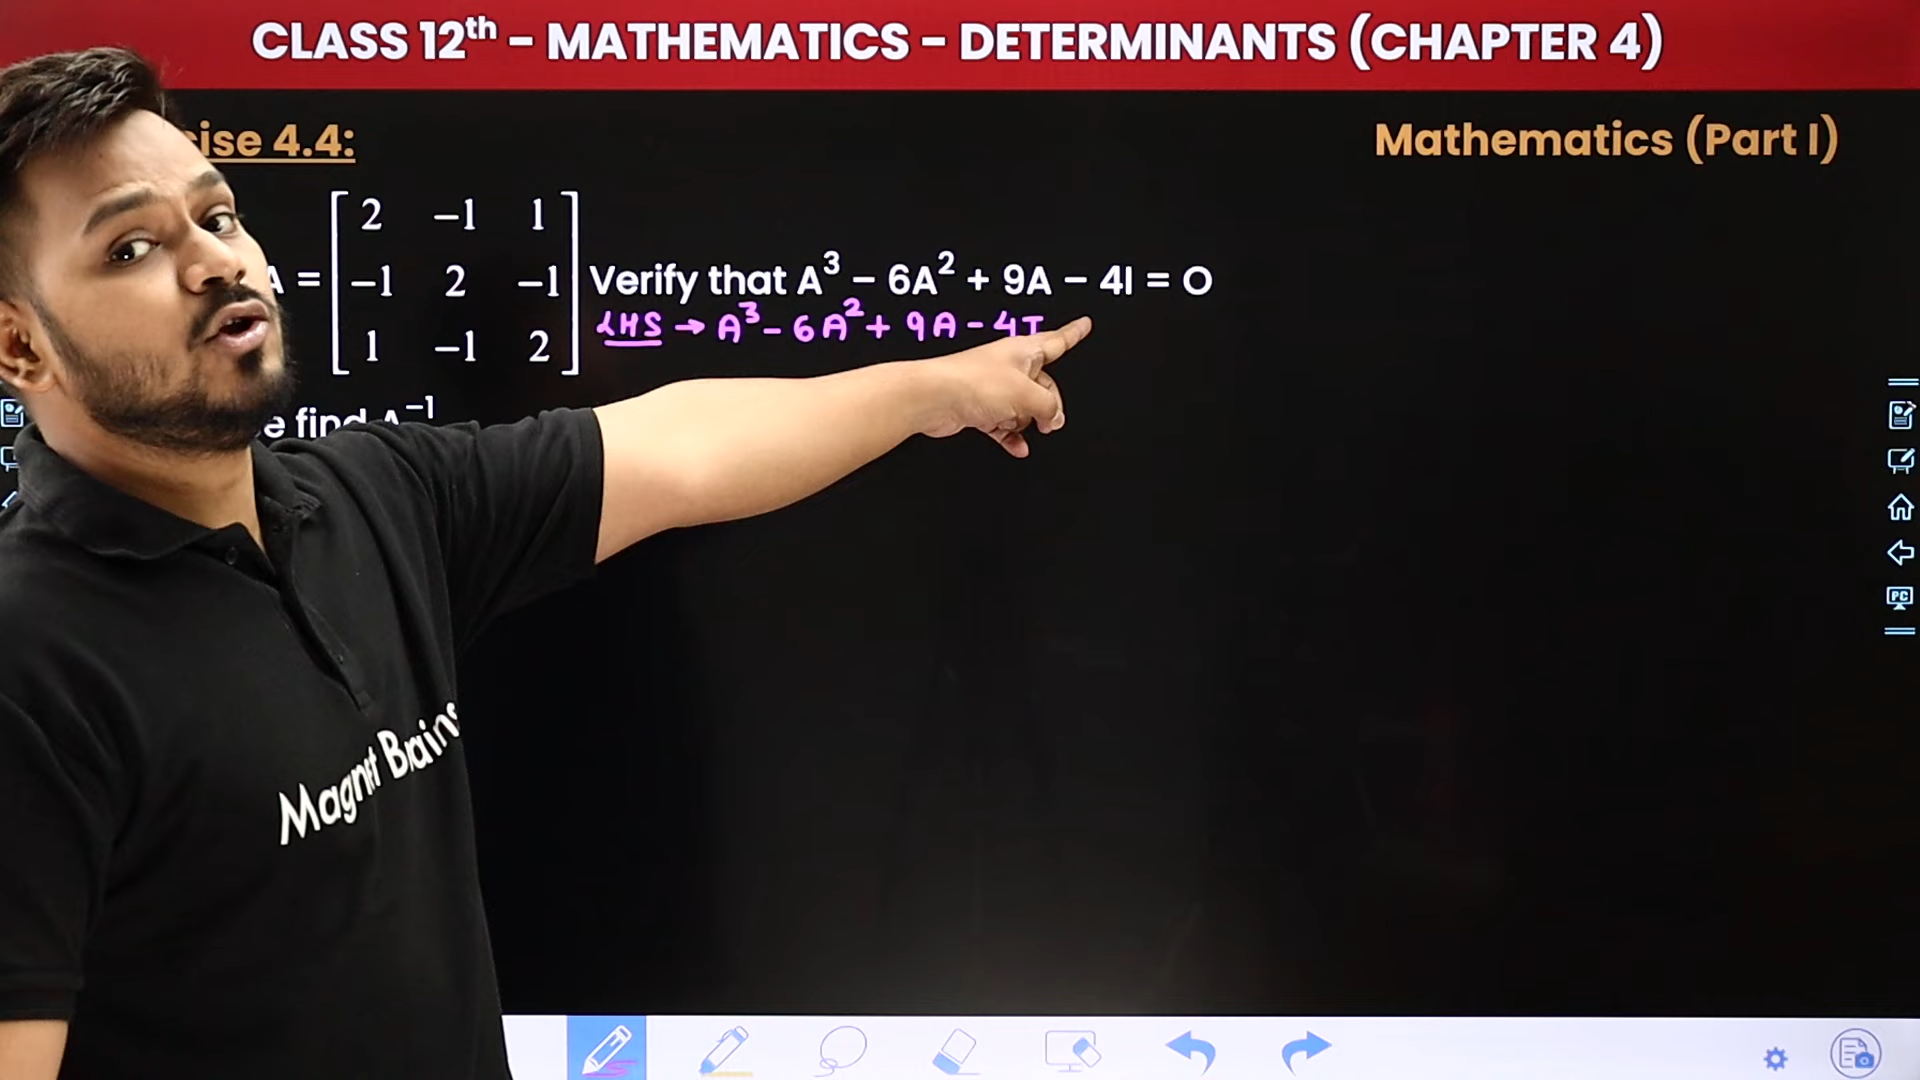 CLASS 12th - MATHEMATICS - DETERMINANTS (CHAPTER 4)
4.4:
Mathematics (Part I)
A = [ 2 -1 1 ; -1 2 -1 ; 1 -1 2 ] Verify that A³ - 6A² + 9A - 4I = O
LHS → A³ - 6A² + 9A - 4I
find A⁻¹
Magnet Brains
PC